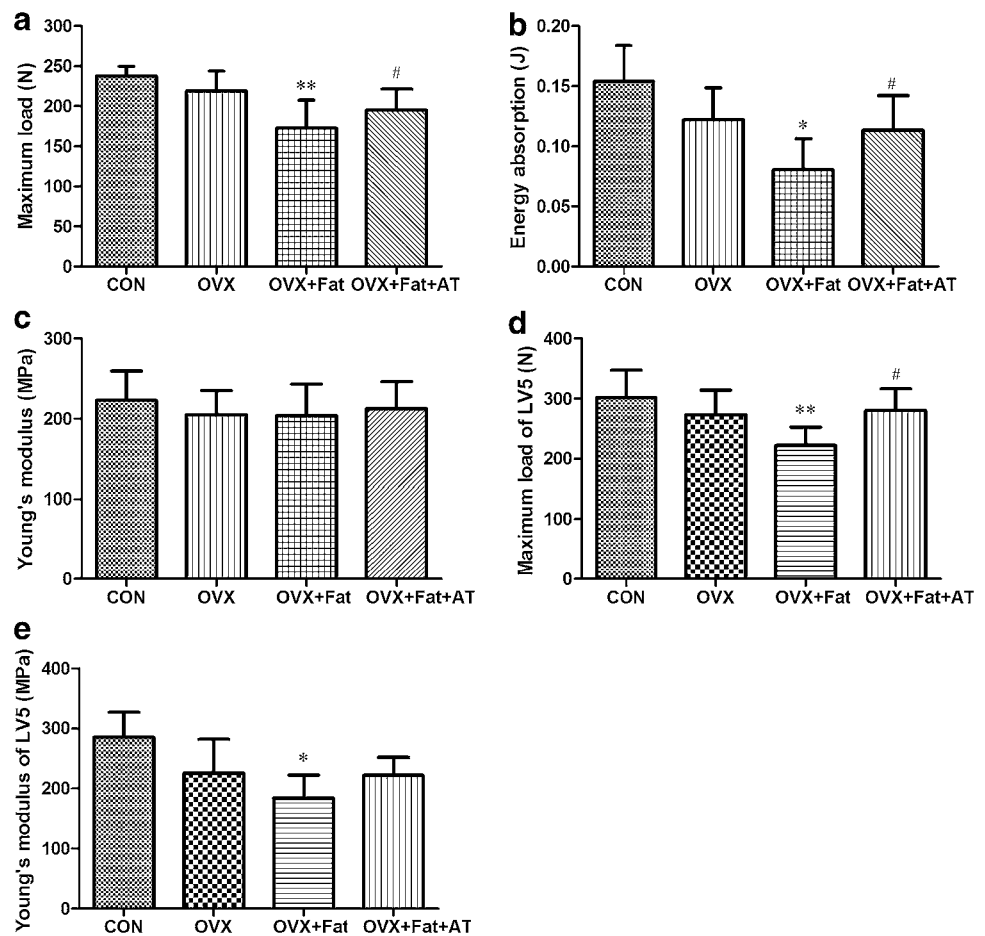 a
Maximum load (N)
300
250
200
150
100
50
0
**
#
CON OVX OVX+Fat OVX+Fat+AT
b
Energy absorption (J)
0.20
0.15
0.10
0.05
0.00
*
#
CON OVX OVX+Fat OVX+Fat+AT
c
Young's modulus (MPa)
300
200
100
0
CON OVX OVX+Fat OVX+Fat+AT
d
Maximum load of LV5 (N)
400
300
200
100
0
**
#
CON OVX OVX+Fat OVX+Fat+AT
e
Young's modulus of LV5 (MPa)
400
300
200
100
0
*
CON OVX OVX+Fat OVX+Fat+AT